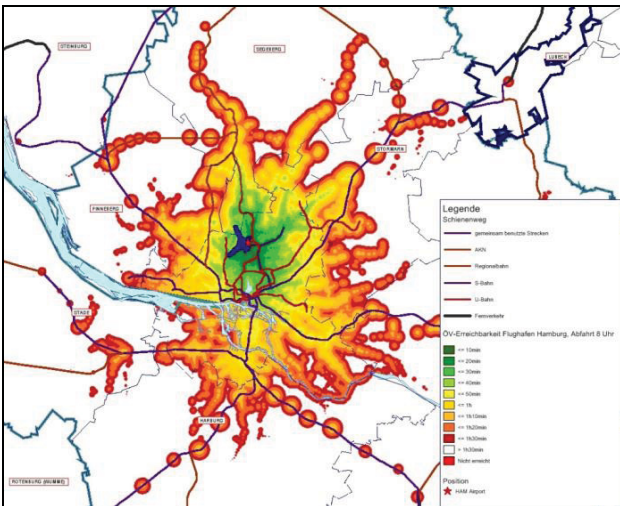 STEINBURG
SEGEBERG
LÜBECK
STORMARN
PINNEBERG
STADE
HARBURG
ROTENBURG (WÜMME)
Legende
Schienenweg
gemeinsam benutzte Strecken
AKN
Regionalbahn
S-Bahn
U-Bahn
Fernverkehr
ÖV-Erreichbarkeit Flughafen Hamburg, Abfahrt 8 Uhr
<= 10min
<= 20min
<= 30min
<= 40min
<= 50min
<= 1h
<= 1h10min
<= 1h20min
<= 1h30min
> 1h30min
Nicht erreicht
Position
HAM Airport